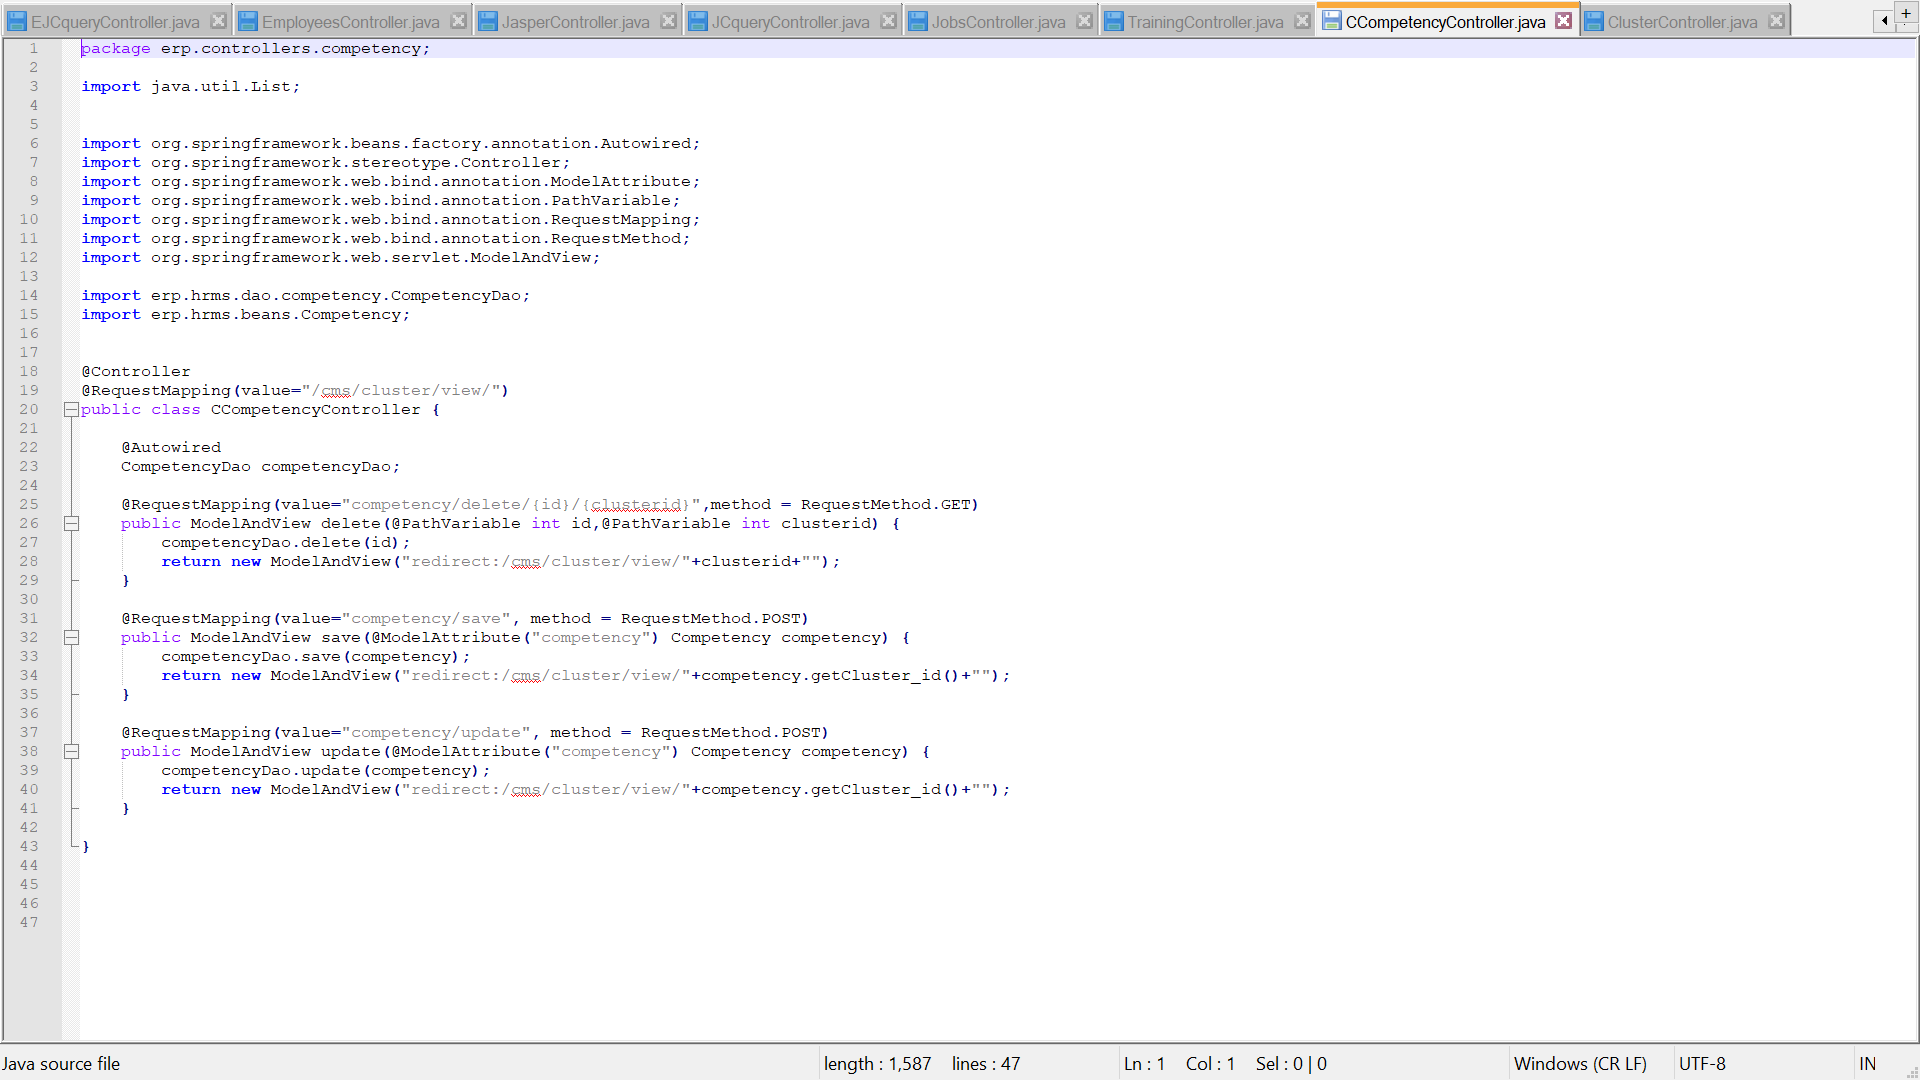 EJCqueryController.java EmployeesController.java JasperController.java JCqueryController.java JobsController.java TrainingController.java CCompetencyController.java ClusterController.java
1 package erp.controllers.competency;
2
3 import java.util.List;
4
5
6 import org.springframework.beans.factory.annotation.Autowired;
7 import org.springframework.stereotype.Controller;
8 import org.springframework.web.bind.annotation.ModelAttribute;
9 import org.springframework.web.bind.annotation.PathVariable;
10 import org.springframework.web.bind.annotation.RequestMapping;
11 import org.springframework.web.bind.annotation.RequestMethod;
12 import org.springframework.web.servlet.ModelAndView;
13
14 import erp.hrms.dao.competency.CompetencyDao;
15 import erp.hrms.beans.Competency;
16
17
18 @Controller
19 @RequestMapping(value="/cms/cluster/view/")
20 public class CCompetencyController {
21
22 @Autowired
23 CompetencyDao competencyDao;
24
25 @RequestMapping(value="competency/delete/{id}/{clusterid}",method = RequestMethod.GET)
26 public ModelAndView delete(@PathVariable int id,@PathVariable int clusterid) {
27 competencyDao.delete(id);
28 return new ModelAndView("redirect:/cms/cluster/view/"+clusterid+"");
29 }
30
31 @RequestMapping(value="competency/save", method = RequestMethod.POST)
32 public ModelAndView save(@ModelAttribute("competency") Competency competency) {
33 competencyDao.save(competency);
34 return new ModelAndView("redirect:/cms/cluster/view/"+competency.getCluster_id()+"");
35 }
36
37 @RequestMapping(value="competency/update", method = RequestMethod.POST)
38 public ModelAndView update(@ModelAttribute("competency") Competency competency) {
39 competencyDao.update(competency);
40 return new ModelAndView("redirect:/cms/cluster/view/"+competency.getCluster_id()+"");
41 }
42
43 }
44
45
46
47
Java source file length : 1,587 lines : 47 Ln : 1 Col : 1 Sel : 0 | 0 Windows (CR LF) UTF-8 IN